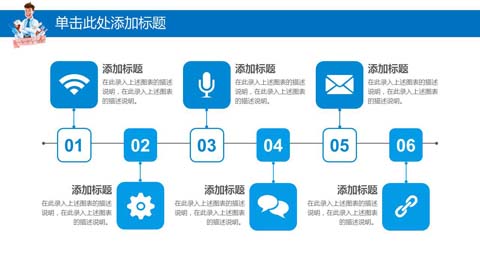 单击此处添加标题
添加标题
在此录入上述图表的描述
说明，在此录入上述图表
的描述说明。
添加标题
在此录入上述图表的描述
说明，在此录入上述图表
的描述说明。
添加标题
在此录入上述图表的描述
说明，在此录入上述图表
的描述说明。
01
02
03
04
05
06
添加标题
在此录入上述图表的描述
说明，在此录入上述图表
的描述说明。
添加标题
在此录入上述图表的描述
说明，在此录入上述图表
的描述说明。
添加标题
在此录入上述图表的描述
说明，在此录入上述图表
的描述说明。